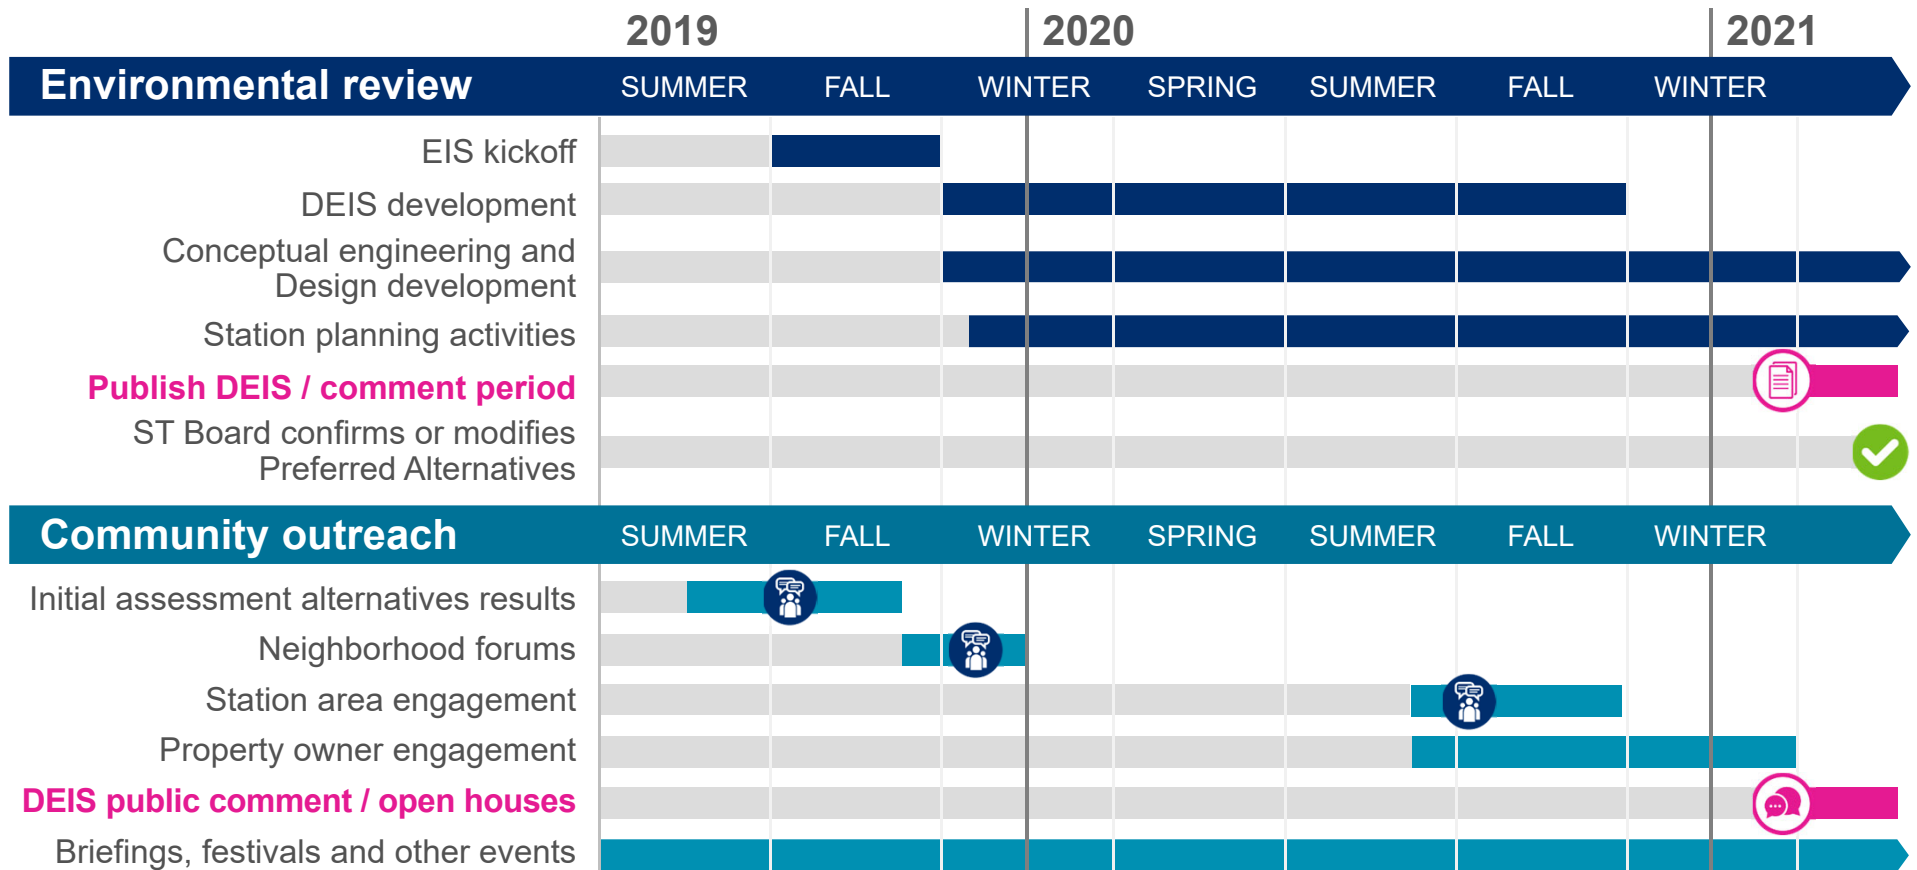 2019 2020 2021
Environmental review SUMMER FALL WINTER SPRING SUMMER FALL WINTER
EIS kickoff
DEIS development
Conceptual engineering and
Design development
Station planning activities
Publish DEIS / comment period
ST Board confirms or modifies
Preferred Alternatives
Community outreach SUMMER FALL WINTER SPRING SUMMER FALL WINTER
Initial assessment alternatives results
Neighborhood forums
Station area engagement
Property owner engagement
DEIS public comment / open houses
Briefings, festivals and other events